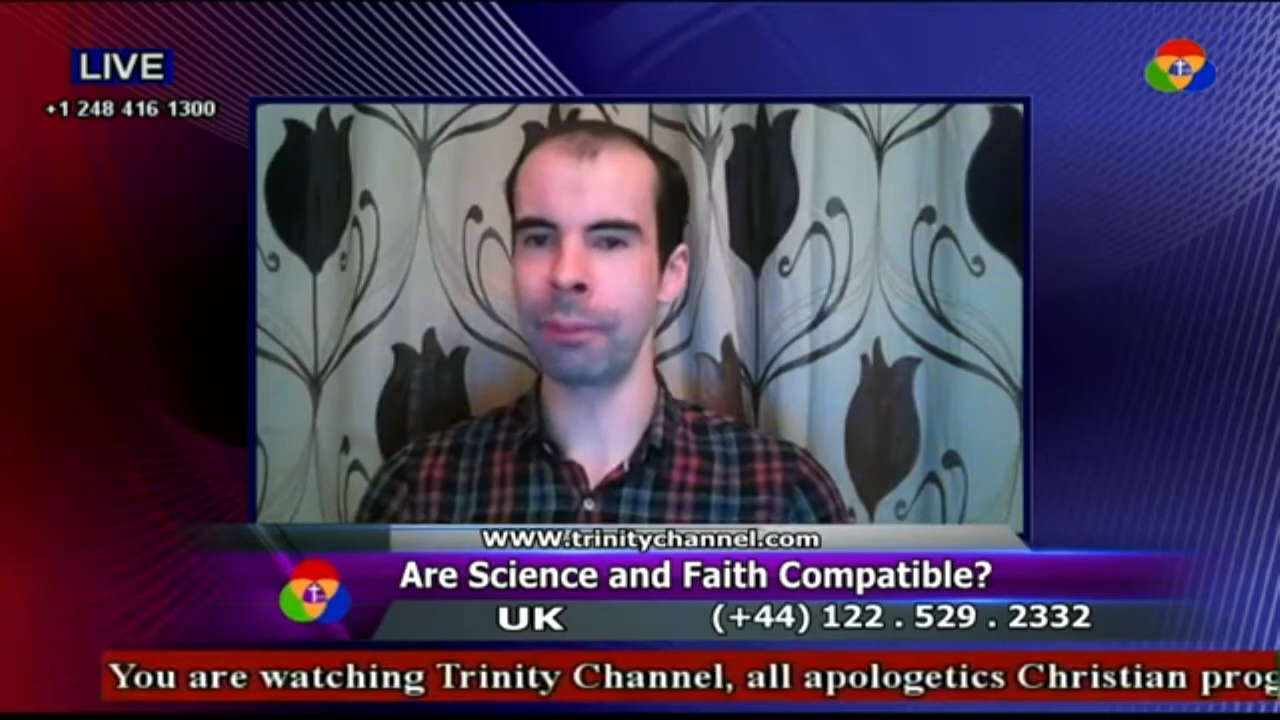 LIVE
+1 248 416 1300
WWW.trinitychannel.com
Are Science and Faith Compatible?
UK (+44) 122 . 529 . 2332
You are watching Trinity Channel, all apologetics Christian prog